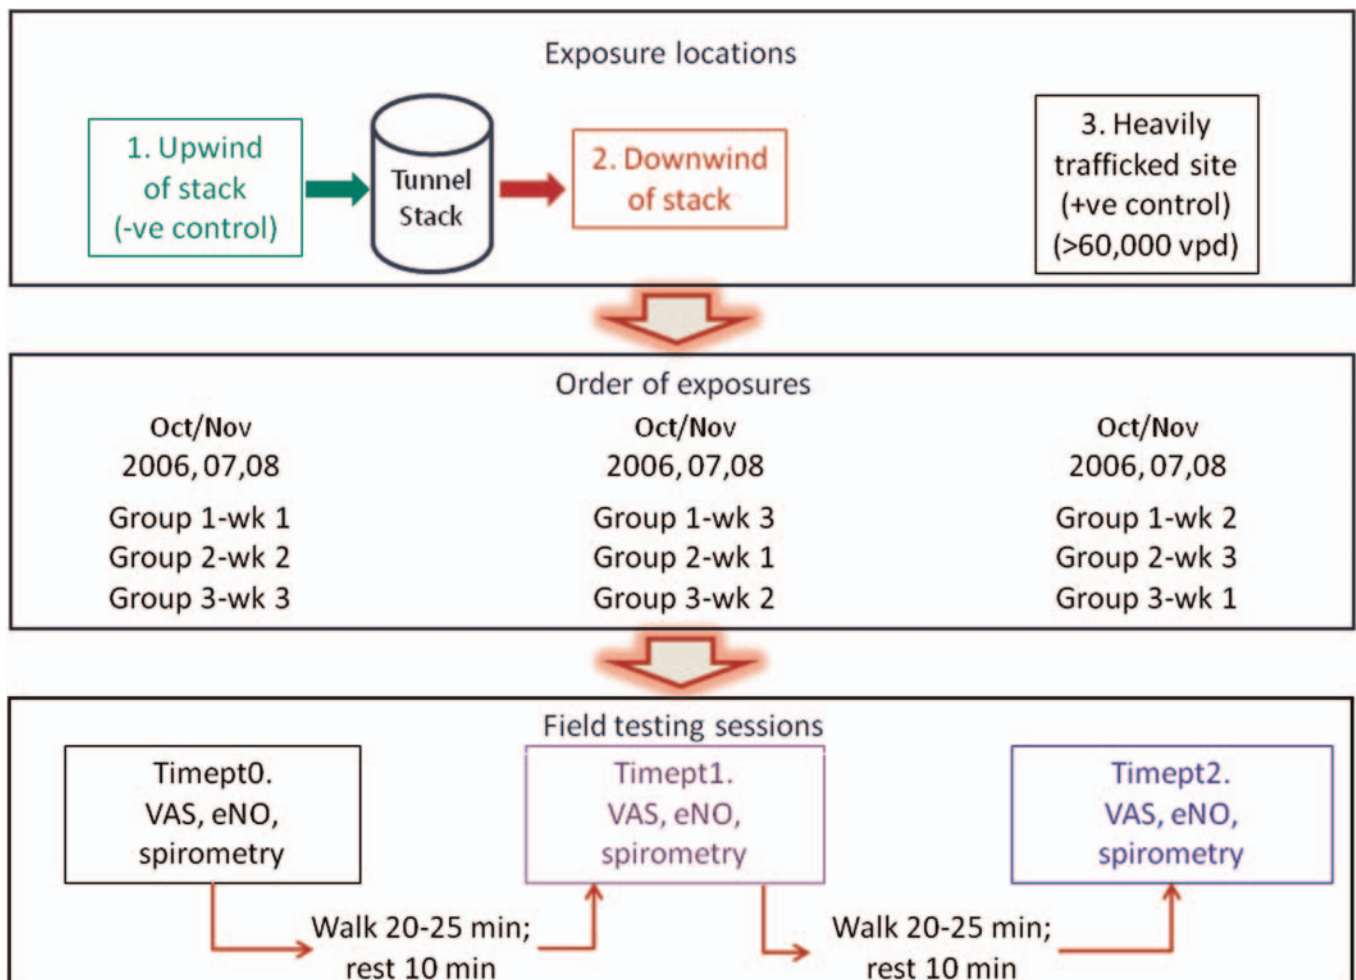 Exposure locations
1. Upwind
of stack
(-ve control)
Tunnel
Stack
2. Downwind
of stack
3. Heavily
trafficked site
(+ve control)
(>60,000 vpd)
Order of exposures
Oct/Nov
2006, 07,08
Group 1-wk 1
Group 2-wk 2
Group 3-wk 3
Oct/Nov
2006, 07,08
Group 1-wk 3
Group 2-wk 1
Group 3-wk 2
Oct/Nov
2006, 07,08
Group 1-wk 2
Group 2-wk 3
Group 3-wk 1
Field testing sessions
Timept0.
VAS, eNO,
spirometry
Walk 20-25 min;
rest 10 min
Timept1.
VAS, eNO,
spirometry
Walk 20-25 min;
rest 10 min
Timept2.
VAS, eNO,
spirometry